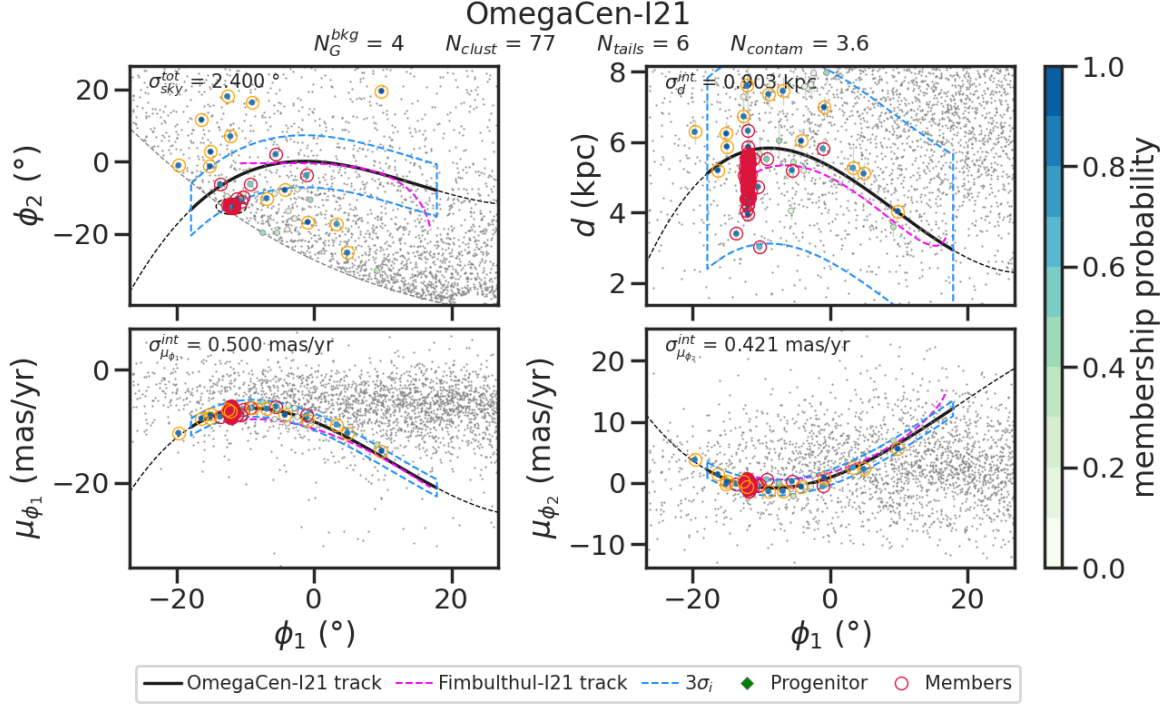 OmegaCen-I21
N_G^bkg = 4 N_clust = 77 N_tails = 6 N_contam = 3.6
σ_sky^tot = 2.400 °
20
0
−20
ϕ2 (°)
σ_d^int = 0.903 kpc
8
6
4
2
d (kpc)
σ_μϕ1^int = 0.500 mas/yr
0
−20
μϕ1 (mas/yr)
−20 0 20
ϕ1 (°)
σ_μϕ2^int = 0.421 mas/yr
20
10
0
−10
μϕ2 (mas/yr)
−20 0 20
ϕ1 (°)
1.0
0.8
0.6
0.4
0.2
0.0
membership probability
OmegaCen-I21 track Fimbulthul-I21 track 3σi Progenitor Members